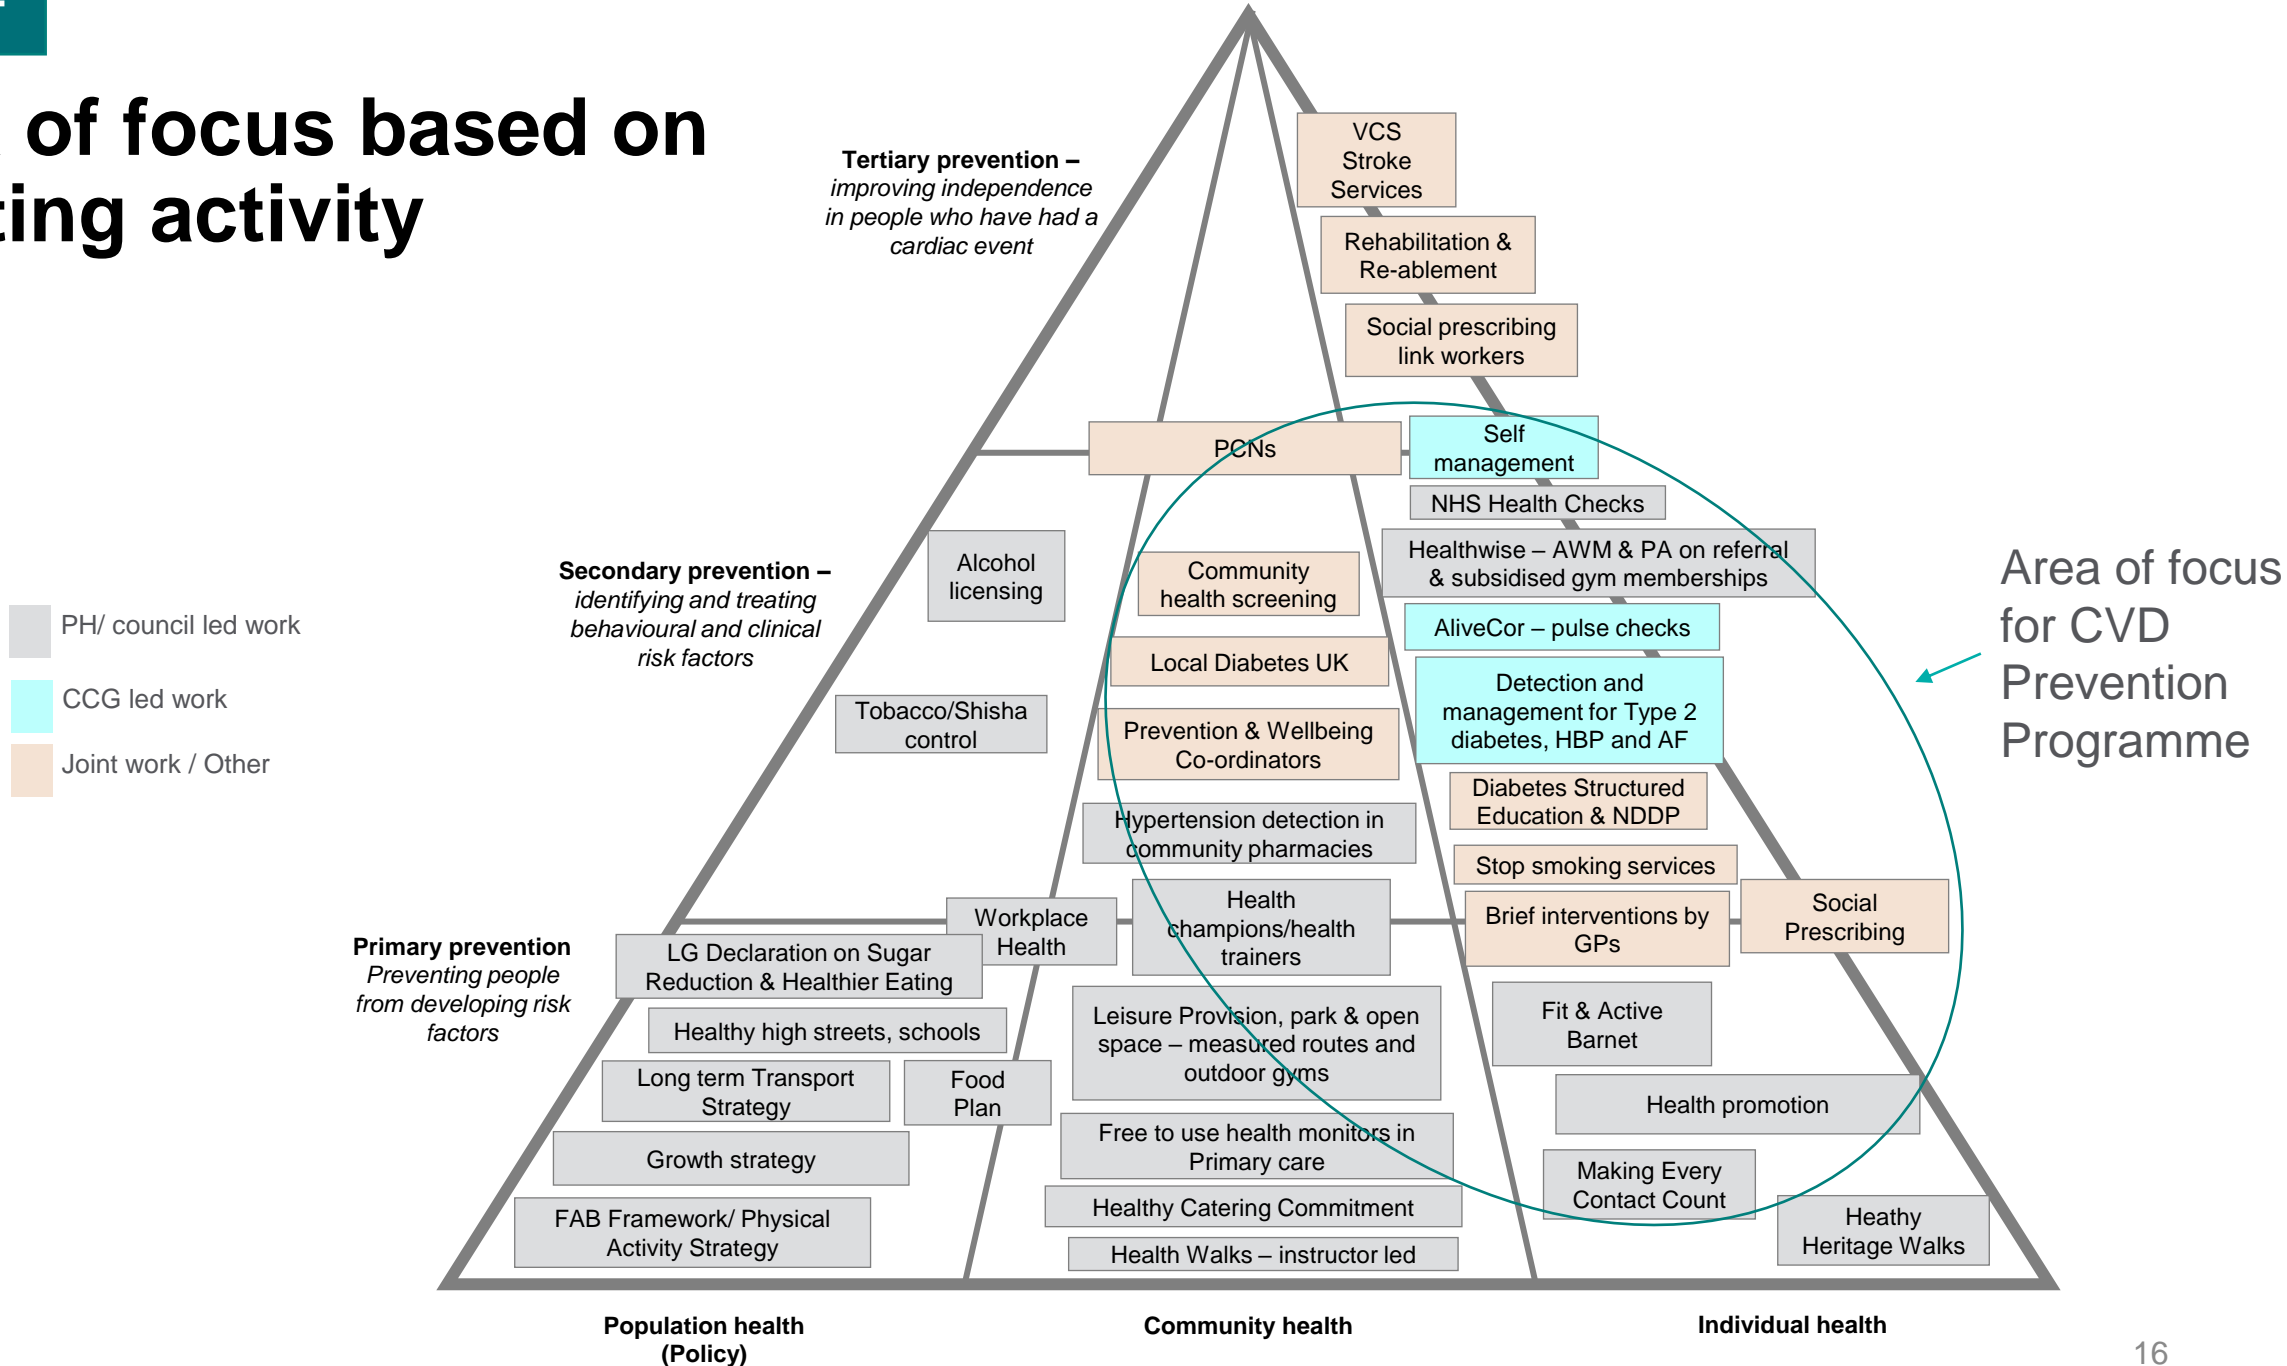 of focus based on
ting activity
Tertiary prevention –
improving independence
in people who have had a
cardiac event
VCS
Stroke
Services
Rehabilitation &
Re-ablement
Social prescribing
link workers
PCNs
Self
management
NHS Health Checks
Secondary prevention –
identifying and treating
behavioural and clinical
risk factors
Alcohol
licensing
Community
health screening
Healthwise – AWM & PA on referral
& subsidised gym memberships
AliveCor – pulse checks
Local Diabetes UK
Detection and
management for Type 2
diabetes, HBP and AF
Tobacco/Shisha
control
Prevention & Wellbeing
Co-ordinators
Diabetes Structured
Education & NDDP
Hypertension detection in
community pharmacies
Stop smoking services
Area of focus
for CVD
Prevention
Programme
PH/ council led work
CCG led work
Joint work / Other
Primary prevention
Preventing people
from developing risk
factors
Workplace
Health
Health
champions/health
trainers
Brief interventions by
GPs
Social
Prescribing
LG Declaration on Sugar
Reduction & Healthier Eating
Healthy high streets, schools
Leisure Provision, park & open
space – measured routes and
outdoor gyms
Fit & Active
Barnet
Long term Transport
Strategy
Food
Plan
Health promotion
Growth strategy
Free to use health monitors in
Primary care
Making Every
Contact Count
FAB Framework/ Physical
Activity Strategy
Healthy Catering Commitment
Heathy
Heritage Walks
Health Walks – instructor led
Population health
(Policy)
Community health
Individual health
16